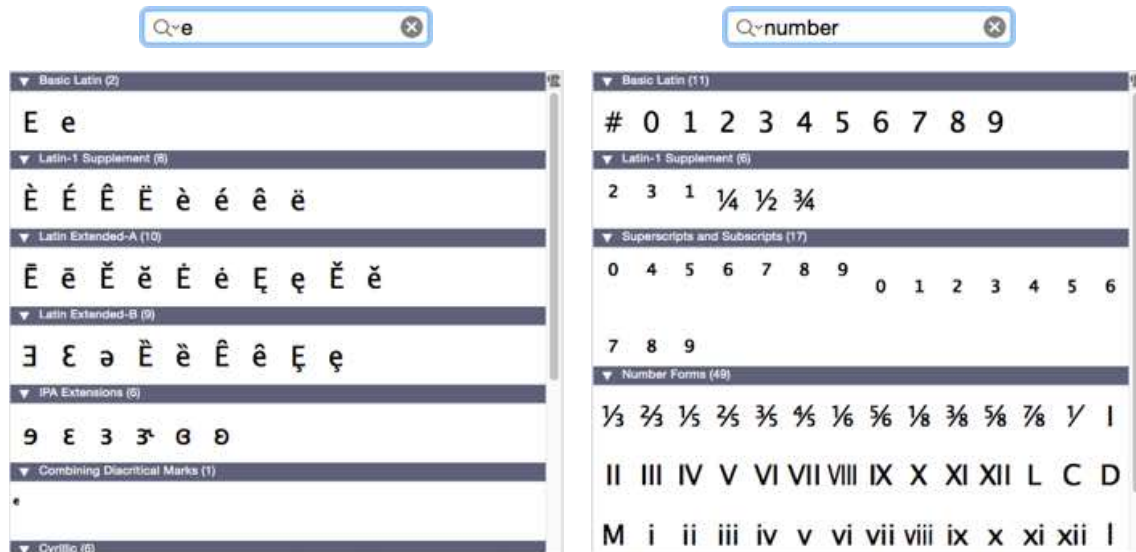 e
Basic Latin (2)
E e
Latin-1 Supplement (8)
È É Ê Ë è é ê ë
Latin Extended-A (10)
Ē ē Ĕ ĕ Ė ė Ę ę Ě ě
Latin Extended-B (9)
Ǝ Ɛ ǝ Ȅ ȅ Ȇ ȇ Ȩ ȩ
IPA Extensions (6)
ɘ ɛ ɜ ɝ ɞ ʚ
Combining Diacritical Marks (1)
ͤ
Cyrillic (6)
number
Basic Latin (11)
# 0 1 2 3 4 5 6 7 8 9
Latin-1 Supplement (6)
² ³ ¹ ¼ ½ ¾
Superscripts and Subscripts (17)
⁰ ⁴ ⁵ ⁶ ⁷ ⁸ ⁹ ₀ ₁ ₂ ₃ ₄ ₅ ₆
₇ ₈ ₉
Number Forms (49)
⅓ ⅔ ⅕ ⅖ ⅗ ⅘ ⅙ ⅚ ⅛ ⅜ ⅝ ⅞ ⅟ Ⅰ
Ⅱ Ⅲ Ⅳ Ⅴ Ⅵ Ⅶ Ⅷ Ⅸ Ⅹ Ⅺ Ⅻ Ⅼ Ⅽ Ⅾ
Ⅿ ⅰ ⅱ ⅲ ⅳ ⅴ ⅵ ⅶ ⅷ ⅸ ⅹ ⅺ ⅻ ⅼ